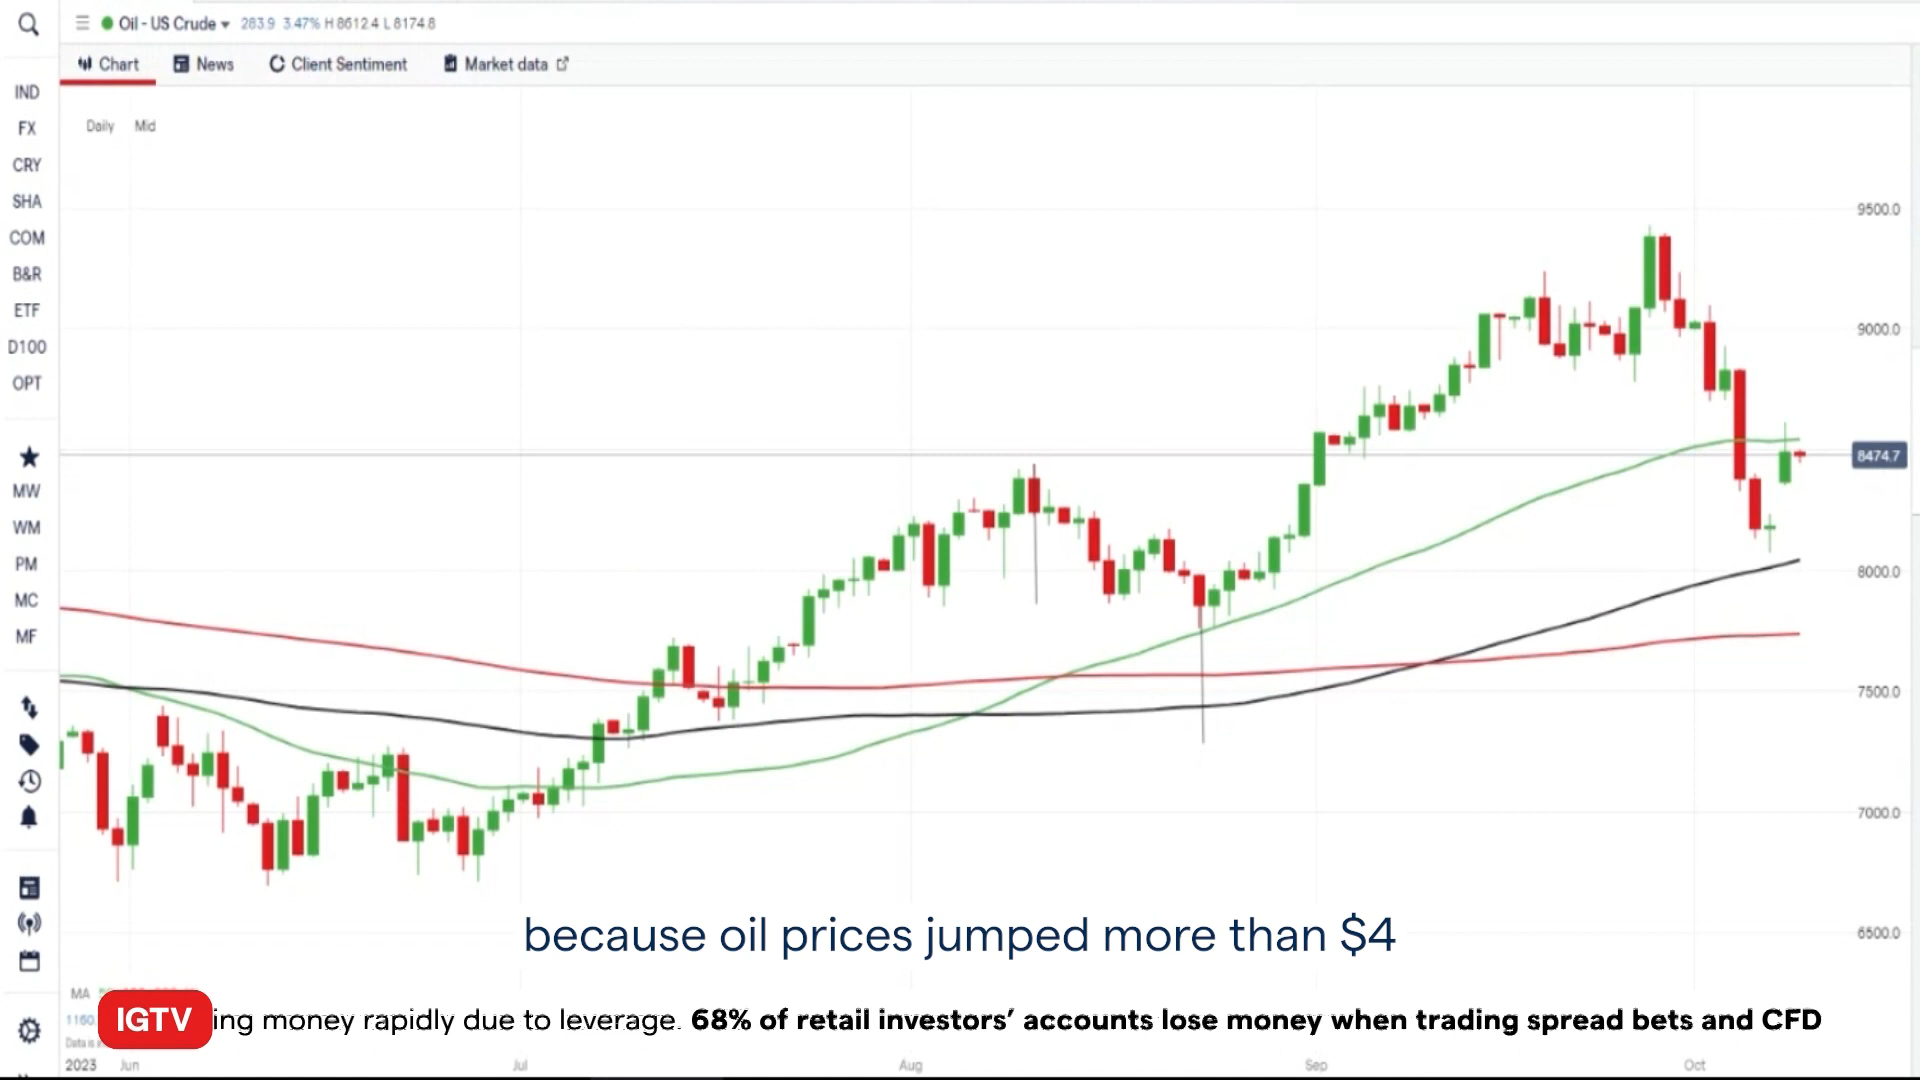 Oil - US Crude 283.9 3.47% H 8612.4 L 8174.8
Chart News Client Sentiment Market data
Daily Mid
IND
FX
CRY
SHA
COM
B&R
ETF
D100
OPT
MW
WM
PM
MC
MF
9500.0
9000.0
8474.7
8000.0
7500.0
7000.0
6500.0
because oil prices jumped more than $4
MA
1160.
IGTV ing money rapidly due to leverage. 68% of retail investors’ accounts lose money when trading spread bets and CFD
Data is
2023 Jun Jul Aug Sep Oct